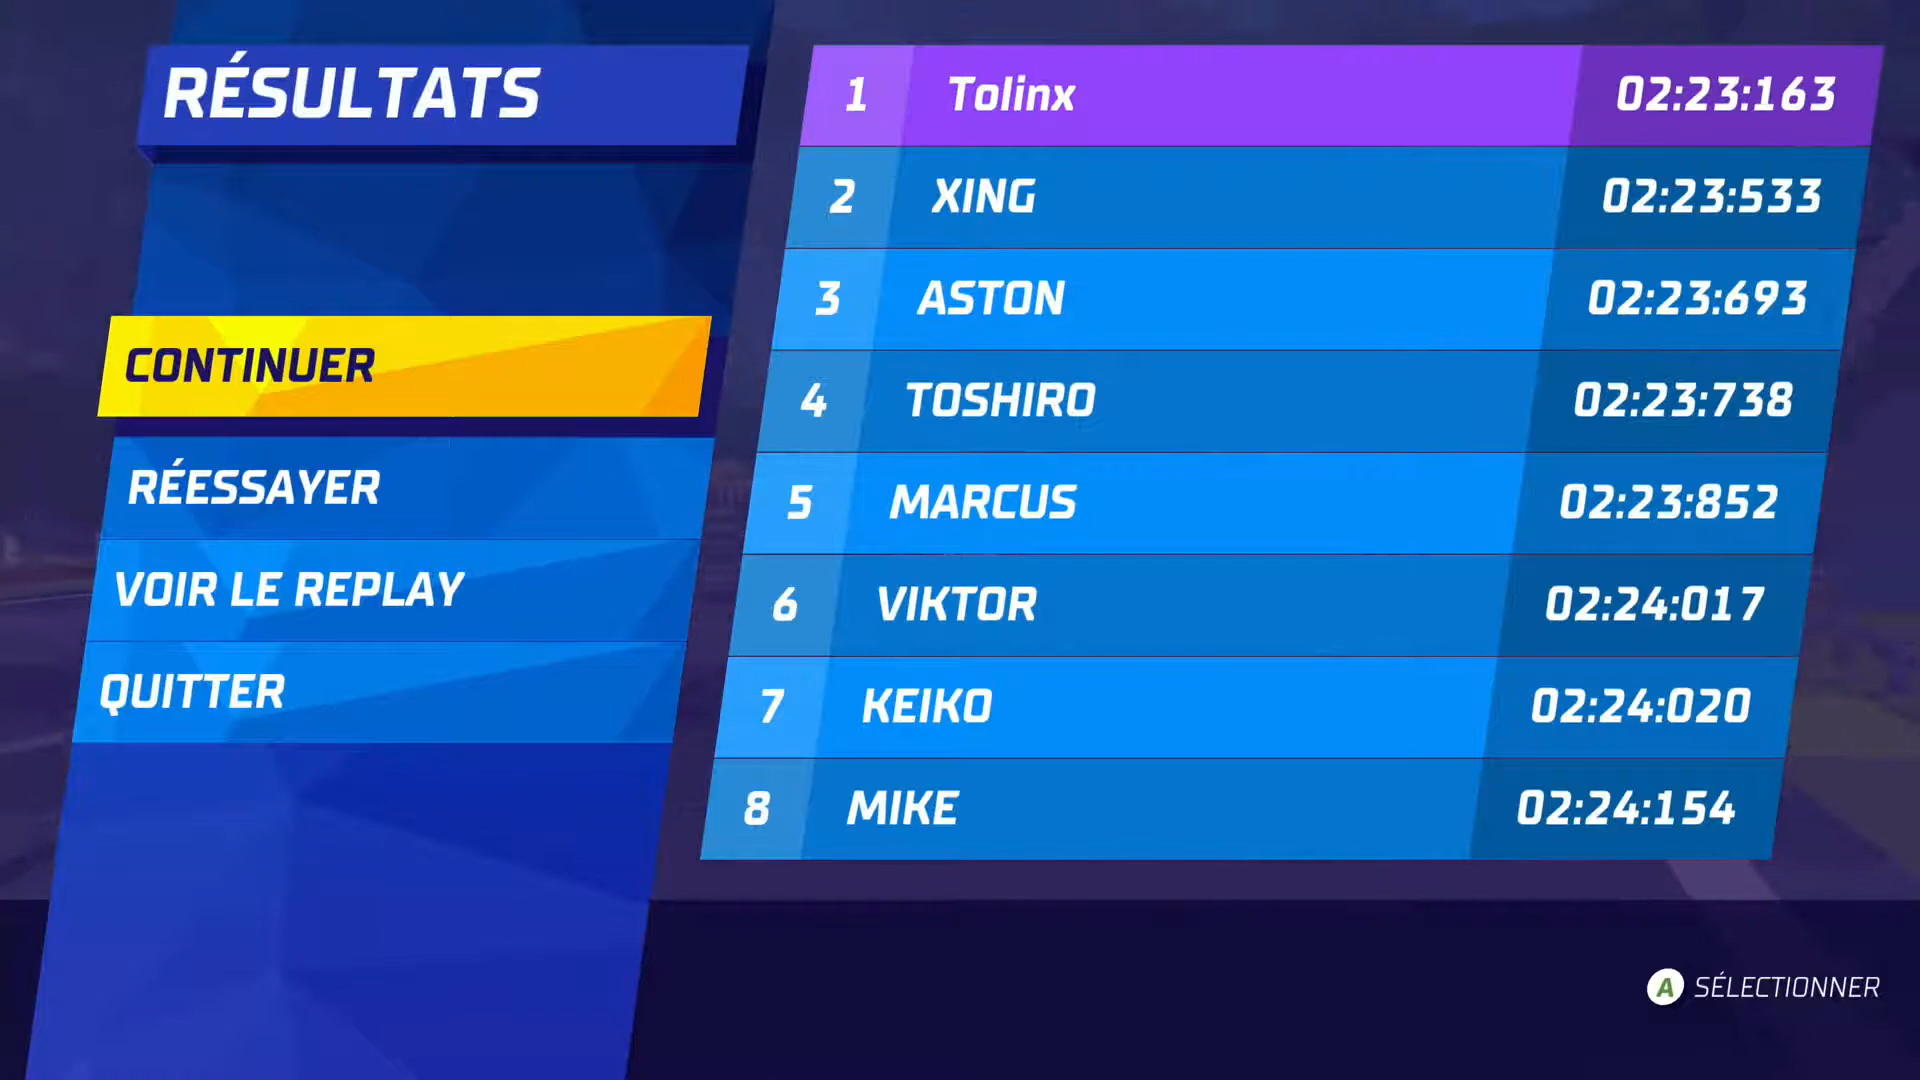 RÉSULTATS
CONTINUER
RÉESSAYER
VOIR LE REPLAY
QUITTER
1 Tolinx 02:23:163
2 XING 02:23:533
3 ASTON 02:23:693
4 TOSHIRO 02:23:738
5 MARCUS 02:23:852
6 VIKTOR 02:24:017
7 KEIKO 02:24:020
8 MIKE 02:24:154
A SÉLECTIONNER